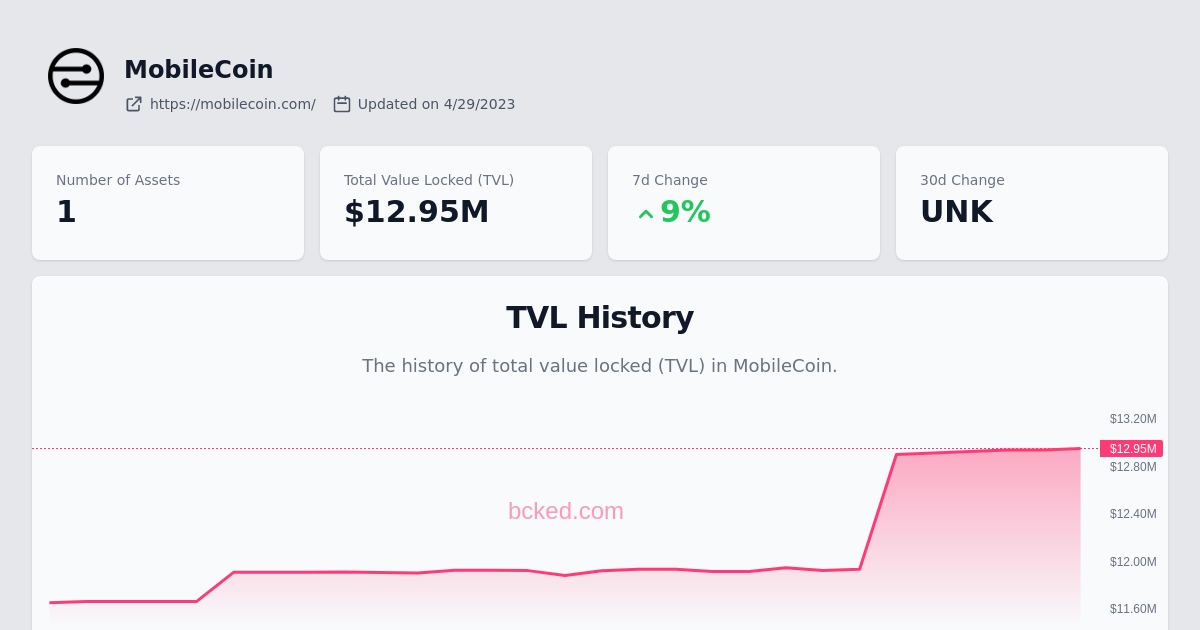 MobileCoin
https://mobilecoin.com/ Updated on 4/29/2023
Number of Assets
1
Total Value Locked (TVL)
$12.95M
7d Change
9%
30d Change
UNK
TVL History
The history of total value locked (TVL) in MobileCoin.
$13.20M
$12.95M
$12.80M
bcked.com
$12.40M
$12.00M
$11.60M